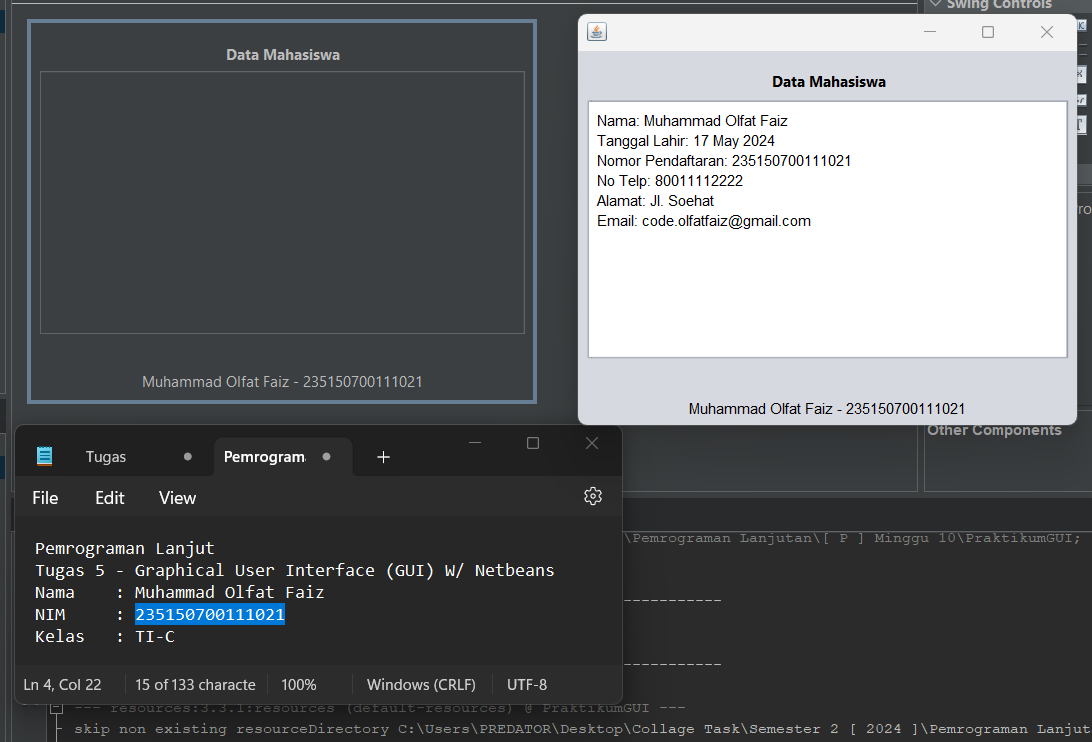 Swing Controls
Data Mahasiswa
Muhammad Olfat Faiz - 235150700111021
Data Mahasiswa
Nama: Muhammad Olfat Faiz
Tanggal Lahir: 17 May 2024
Nomor Pendaftaran: 235150700111021
No Telp: 80011112222
Alamat: Jl. Soehat
Email: code.olfatfaiz@gmail.com
Muhammad Olfat Faiz - 235150700111021
Other Components
Tugas
Pemrogram
File Edit View
Pemrograman Lanjut
Tugas 5 - Graphical User Interface (GUI) W/ Netbeans
Nama : Muhammad Olfat Faiz
NIM : 235150700111021
Kelas : TI-C
Ln 4, Col 22 15 of 133 characte 100% Windows (CRLF) UTF-8
\Pemrograman Lanjutan\[ P ] Minggu 10\PraktikumGUI;
------------
------------
--- resources:3.3.1:resources (default-resources) @ PraktikumGUI ---
skip non existing resourceDirectory C:\Users\PREDATOR\Desktop\Collage Task\Semester 2 [ 2024 ]\Pemrograman Lanjut